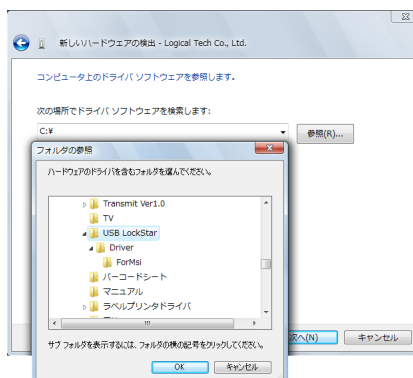 新しいハードウェアの検出 - Logical Tech Co., Ltd.
コンピュータ上のドライバ ソフトウェアを参照します。
次の場所でドライバ ソフトウェアを検索します:
C:¥
参照(R)...
フォルダの参照
ハードウェアのドライバを含むフォルダを選んでください。
Transmit Ver1.0
TV
USB LockStar
Driver
ForMsi
バーコードシート
マニュアル
ラベルプリンタドライバ
サブ フォルダを表示するには、フォルダの横の記号をクリックしてください。
OK
キャンセル
次へ(N)
キャンセル